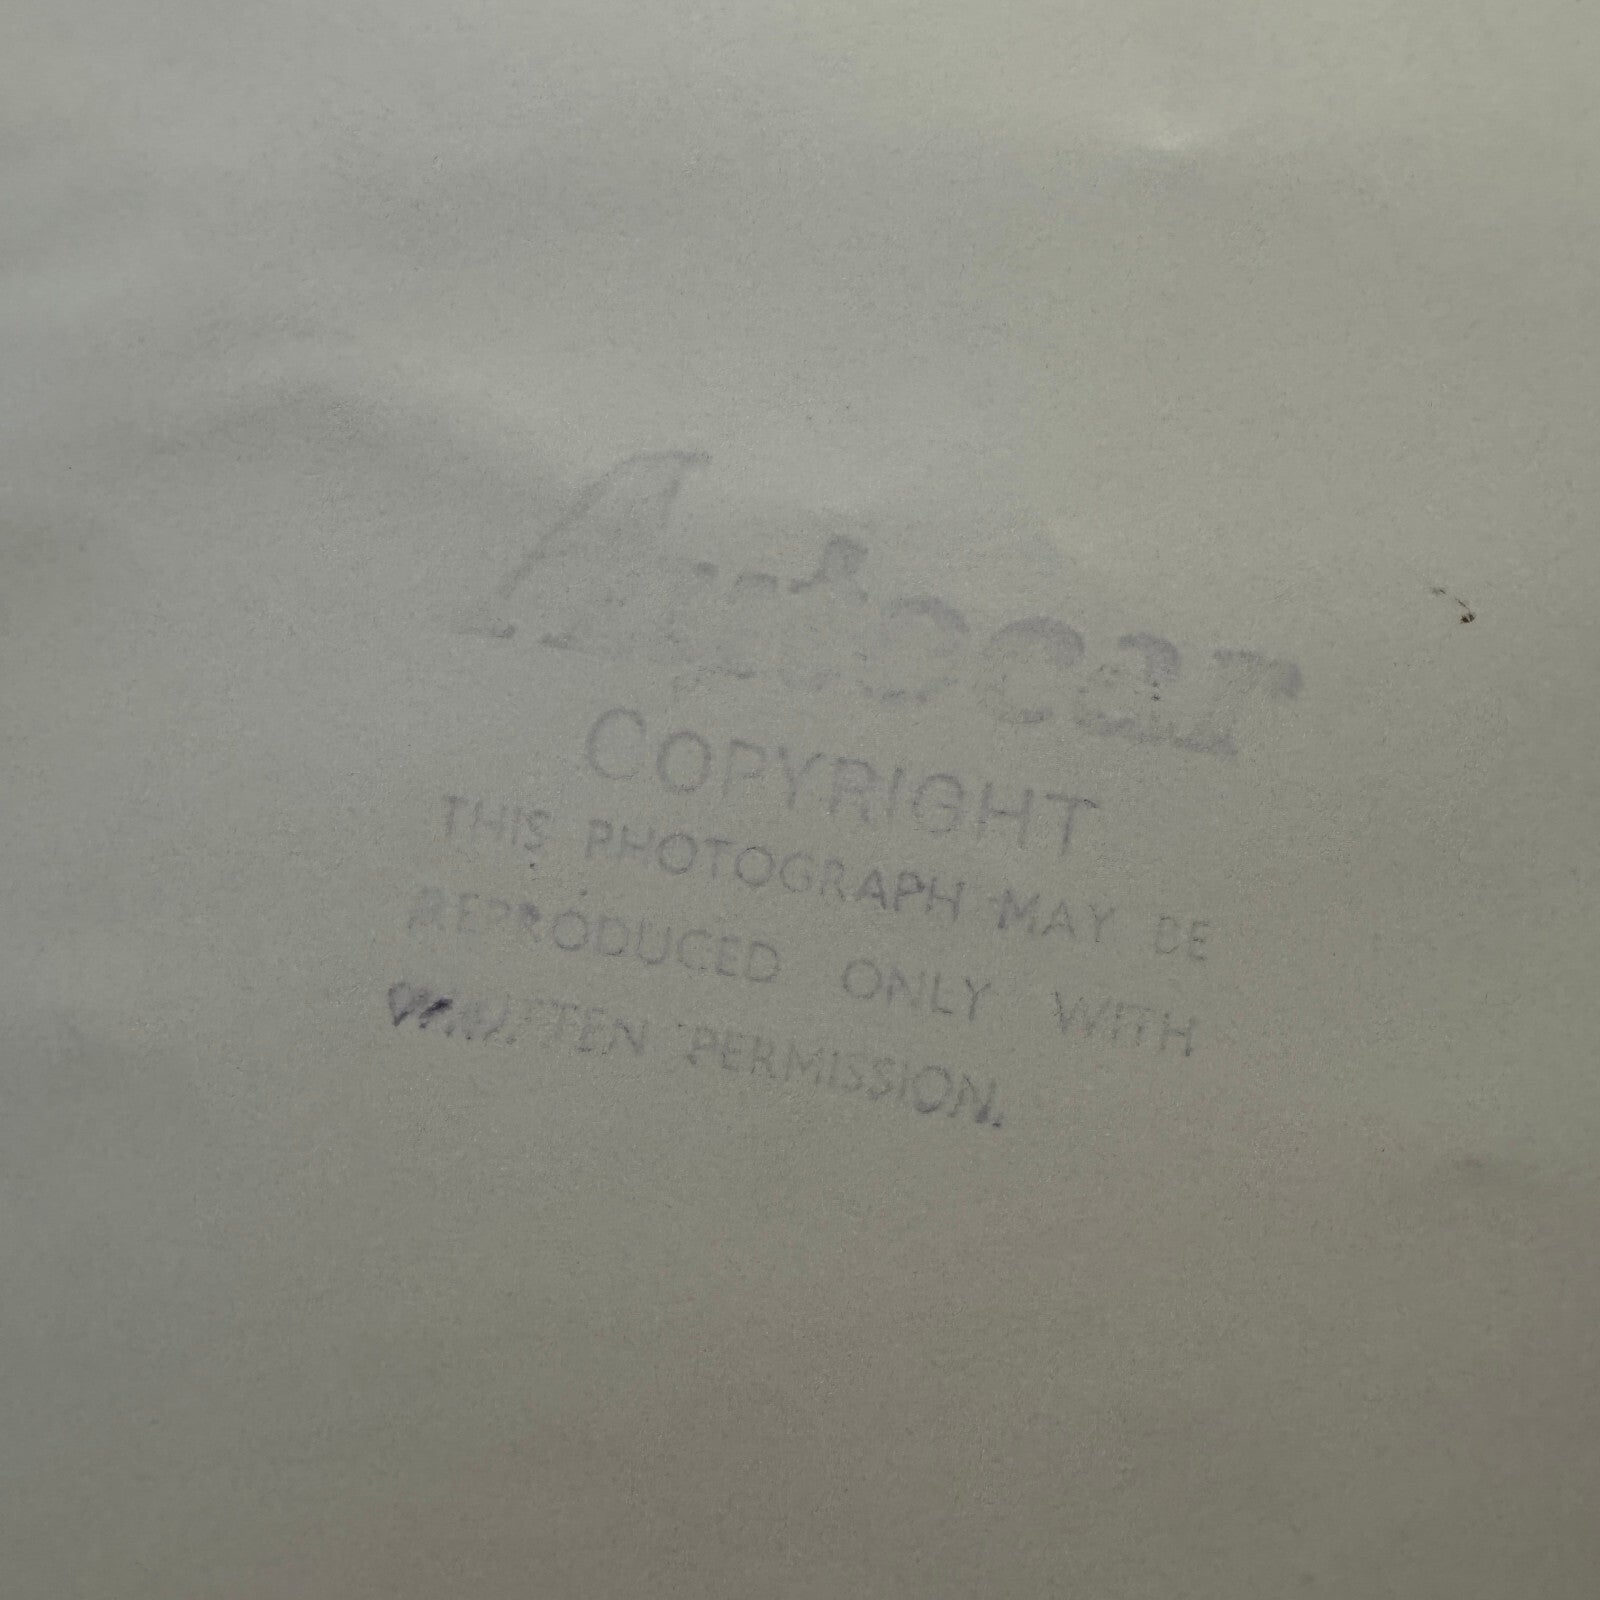 COPYRIGHT
THIS PHOTOGRAPH MAY BE
REPRODUCED ONLY WITH
WRITTEN PERMISSION.